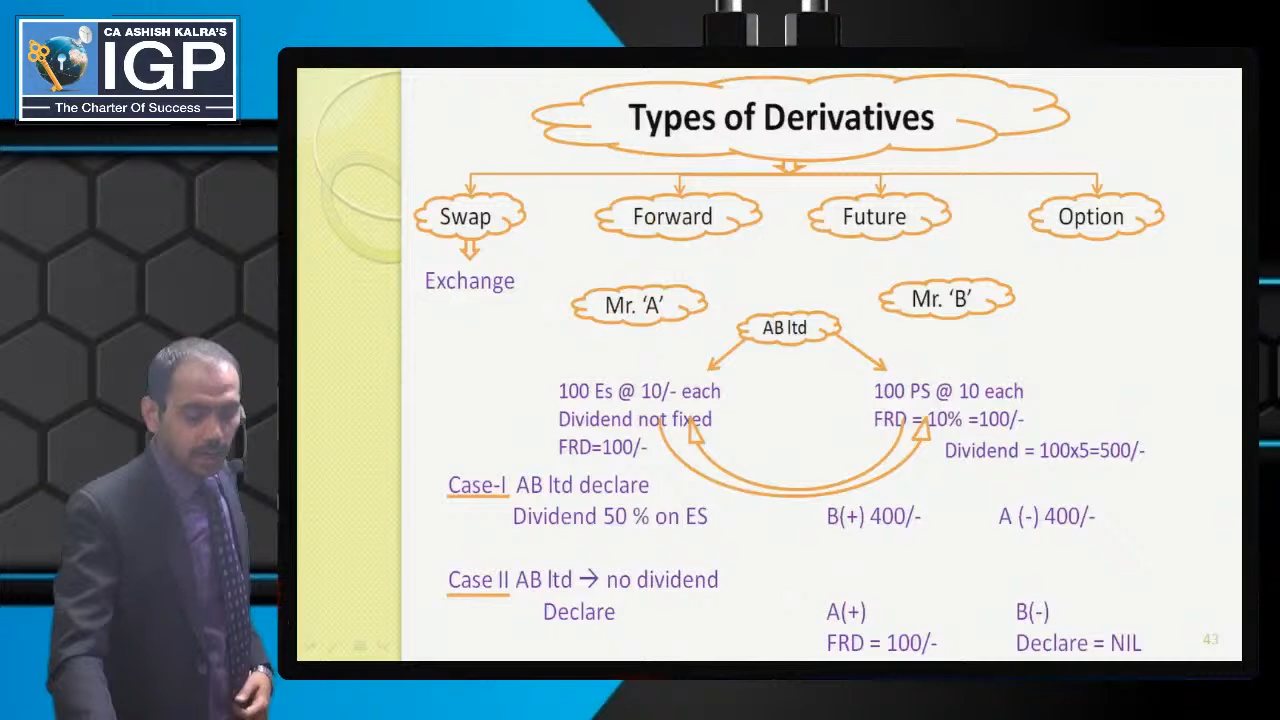 CA ASHISH KALRA'S
IGP
The Charter Of Success
Types of Derivatives
Swap
Forward
Future
Option
Exchange
Mr. ‘A’
Mr. ‘B’
AB ltd
100 Es @ 10/- each
Dividend not fixed
FRD=100/-
100 PS @ 10 each
FRD = 10% =100/-
Dividend = 100x5=500/-
Case-I AB ltd declare
Dividend 50 % on ES
B(+) 400/-
A (-) 400/-
Case II AB ltd → no dividend
Declare
A(+)
B(-)
FRD = 100/-
Declare = NIL
43